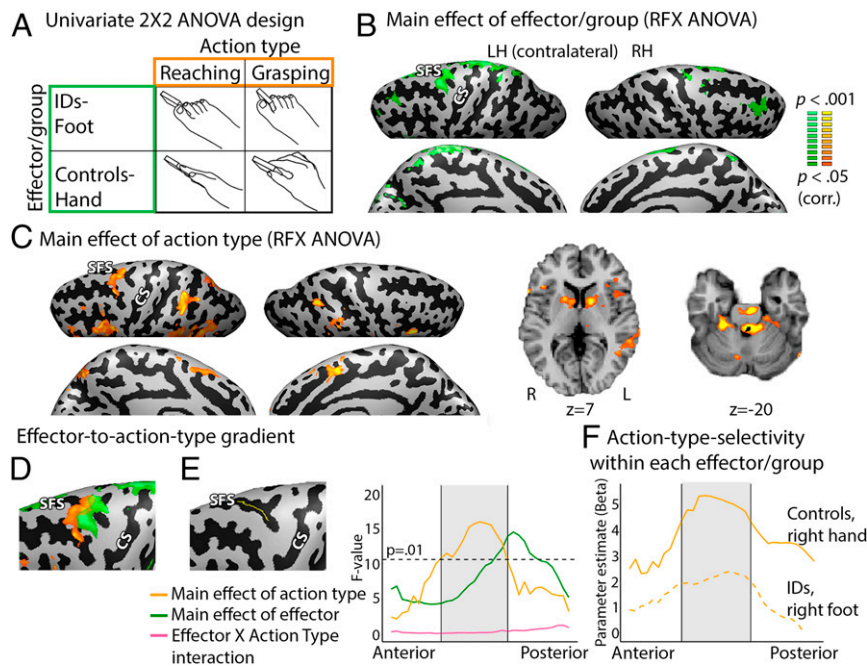 A Univariate 2X2 ANOVA design
Action type
Reaching Grasping
Effector/group
IDs-
Foot
Controls-
Hand
B Main effect of effector/group (RFX ANOVA)
LH (contralateral) RH
SFS
CS
p < .001
p < .05
(corr.)
C Main effect of action type (RFX ANOVA)
SFS
CS
R L
z=7
z=-20
Effector-to-action-type gradient
D
SFS
CS
E
SFS
CS
Main effect of action type
Main effect of effector
Effector X Action Type
interaction
F-value
20
15
10
5
0
p=.01
Anterior Posterior
F Action-type-selectivity
within each effector/group
Parameter estimate (Beta)
6
5
4
3
2
1
0
Controls,
right hand
IDs,
right foot
Anterior Posterior